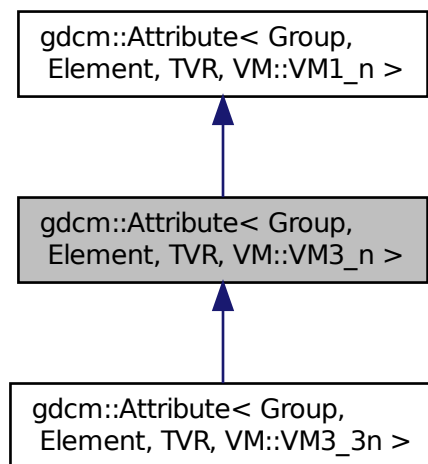 gdcm::Attribute< Group,
Element, TVR, VM::VM1_n >
gdcm::Attribute< Group,
Element, TVR, VM::VM3_n >
gdcm::Attribute< Group,
Element, TVR, VM::VM3_3n >